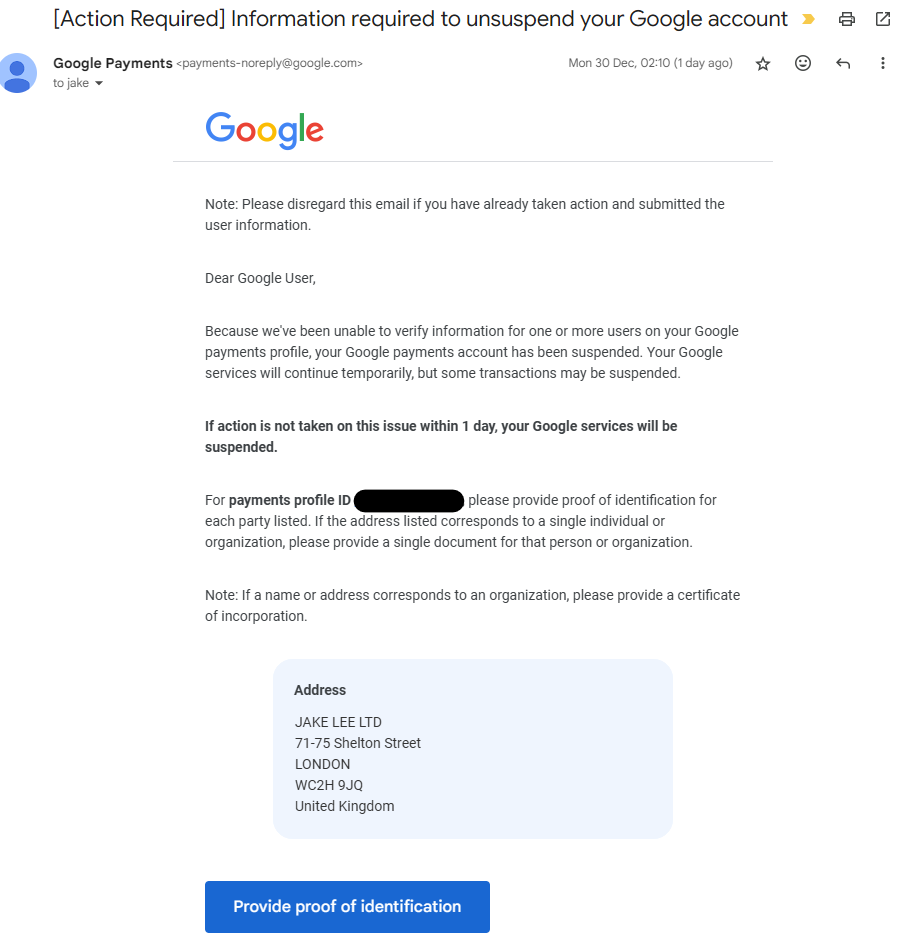 [Action Required] Information required to unsuspend your Google account
Google Payments <payments-noreply@google.com>
Mon 30 Dec, 02:10 (1 day ago)
to jake
Google
Note: Please disregard this email if you have already taken action and submitted the
user information.
Dear Google User,
Because we've been unable to verify information for one or more users on your Google
payments profile, your Google payments account has been suspended. Your Google
services will continue temporarily, but some transactions may be suspended.
If action is not taken on this issue within 1 day, your Google services will be
suspended.
For payments profile ID please provide proof of identification for
each party listed. If the address listed corresponds to a single individual or
organization, please provide a single document for that person or organization.
Note: If a name or address corresponds to an organization, please provide a certificate
of incorporation.
Address
JAKE LEE LTD
71-75 Shelton Street
LONDON
WC2H 9JQ
United Kingdom
Provide proof of identification